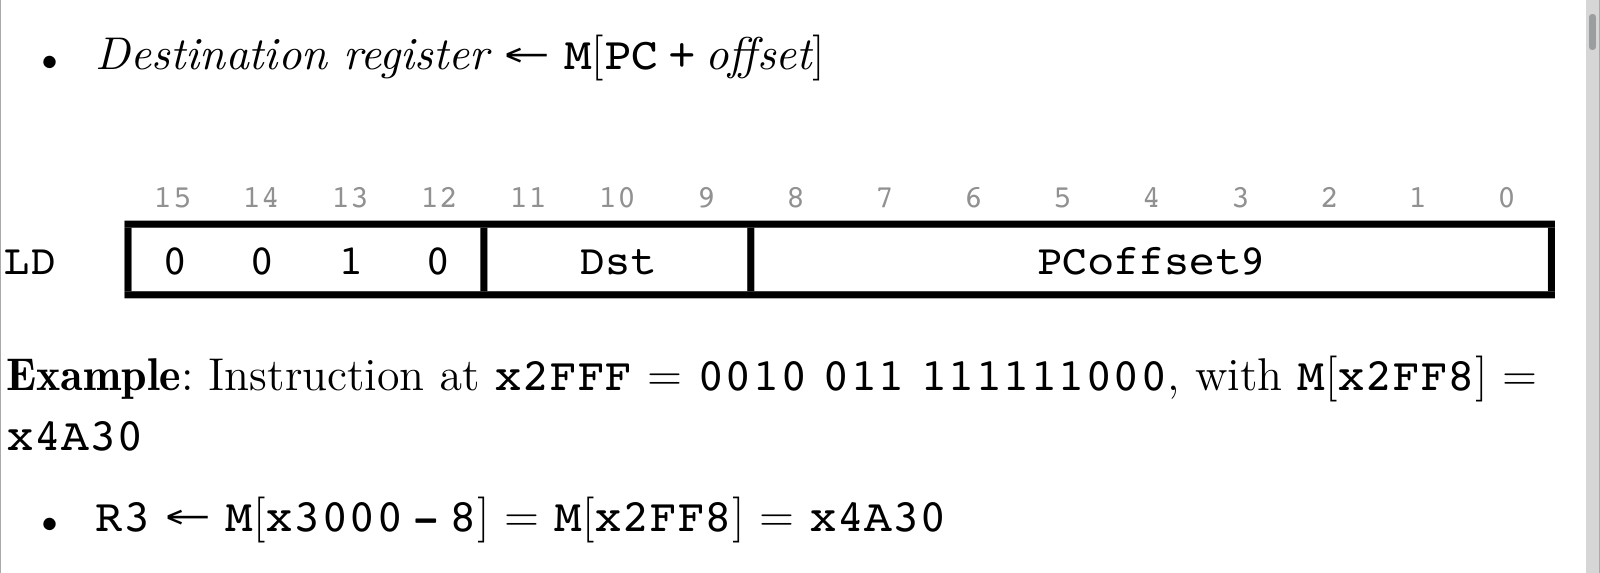 • Destination register ← M[PC + offset]
15 14 13 12 11 10 9 8 7 6 5 4 3 2 1 0
LD 0 0 1 0 Dst PCoffset9
Example: Instruction at x2FFF = 0010 011 111111000, with M[x2FF8] =
x4A30
• R3 ← M[x3000 − 8] = M[x2FF8] = x4A30